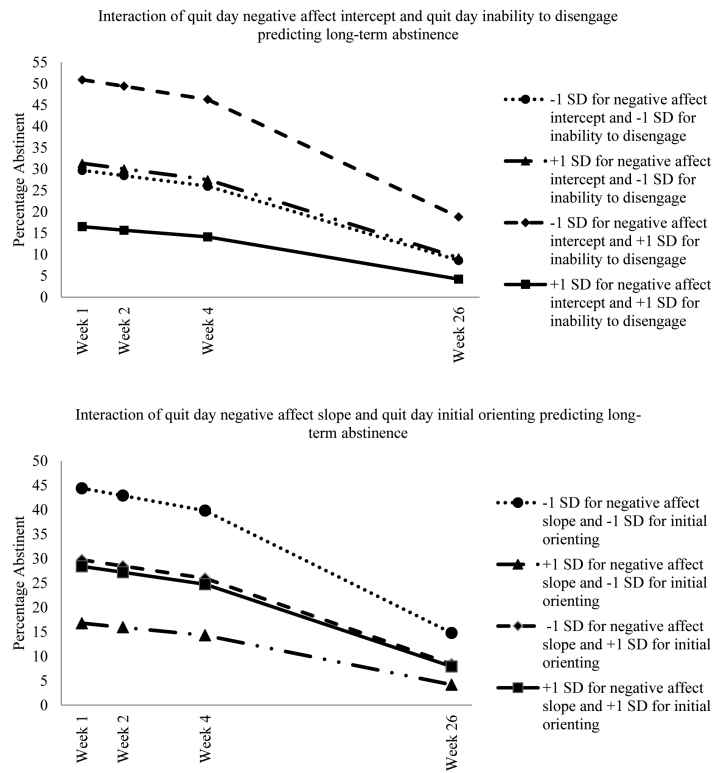 Interaction of quit day negative affect intercept and quit day inability to disengage
predicting long-term abstinence
Percentage Abstinent
55
50
45
40
35
30
25
20
15
10
5
0
Week 1
Week 2
Week 4
Week 26
-1 SD for negative affect
intercept and -1 SD for
inability to disengage
+1 SD for negative affect
intercept and -1 SD for
inability to disengage
-1 SD for negative affect
intercept and +1 SD for
inability to disengage
+1 SD for negative affect
intercept and +1 SD for
inability to disengage
Interaction of quit day negative affect slope and quit day initial orienting predicting long-
term abstinence
Percentage Abstinent
50
45
40
35
30
25
20
15
10
5
0
Week 1
Week 2
Week 4
Week 26
-1 SD for negative affect
slope and -1 SD for initial
orienting
+1 SD for negative affect
slope and -1 SD for initial
orienting
-1 SD for negative affect
slope and +1 SD for initial
orienting
+1 SD for negative affect
slope and +1 SD for initial
orienting